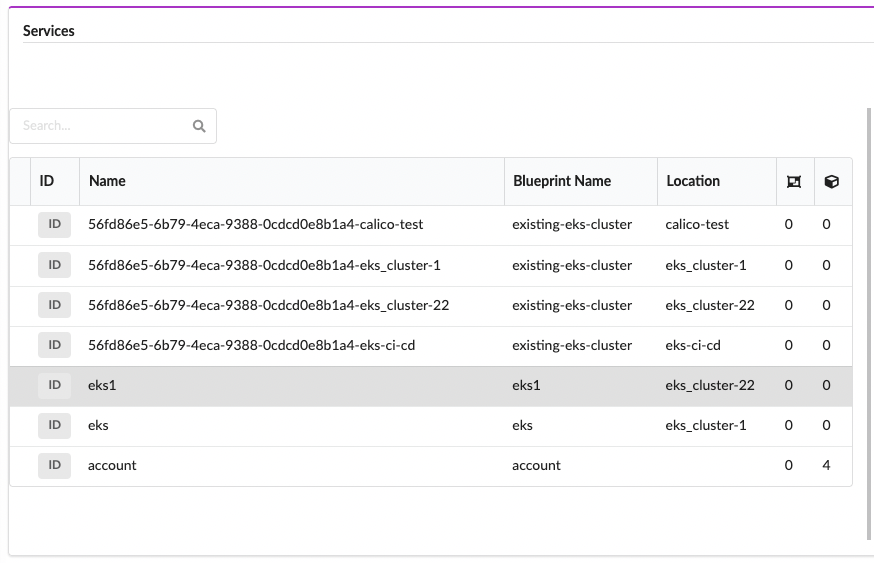 Services
Search...
ID Name Blueprint Name Location
ID 56fd86e5-6b79-4eca-9388-0cdcd0e8b1a4-calico-test existing-eks-cluster calico-test 0 0
ID 56fd86e5-6b79-4eca-9388-0cdcd0e8b1a4-eks_cluster-1 existing-eks-cluster eks_cluster-1 0 0
ID 56fd86e5-6b79-4eca-9388-0cdcd0e8b1a4-eks_cluster-22 existing-eks-cluster eks_cluster-22 0 0
ID 56fd86e5-6b79-4eca-9388-0cdcd0e8b1a4-eks-ci-cd existing-eks-cluster eks-ci-cd 0 0
ID eks1 eks1 eks_cluster-22 0 0
ID eks eks eks_cluster-1 0 0
ID account account 0 4